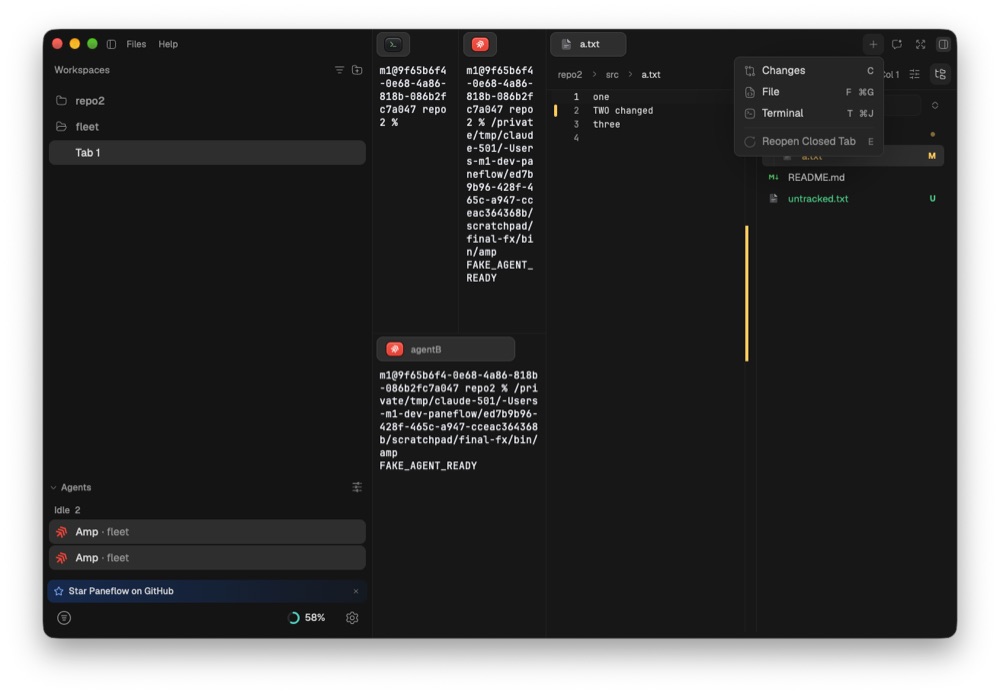 Files Help
Workspaces
repo2
fleet
Tab 1
Agents
Idle 2
Amp · fleet
Amp · fleet
Star Paneflow on GitHub
58%
m1@9f65b6f4
-0e68-4a86-
818b-086b2f
c7a047 repo
2 %
m1@9f65b6f4
-0e68-4a86-
818b-086b2f
c7a047 repo
2 % /privat
e/tmp/claud
e-501/-User
s-m1-dev-pa
neflow/ed7b
9b96-428f-4
65c-a947-cc
eac364368b/
scratchpad/
final-fx/bi
n/amp
FAKE_AGENT_
READY
agentB
m1@9f65b6f4-0e68-4a86-818b
-086b2fc7a047 repo2 % /pri
vate/tmp/claude-501/-Users
-m1-dev-paneflow/ed7b9b96-
428f-465c-a947-cceac364368
b/scratchpad/final-fx/bin/
amp
FAKE_AGENT_READY
a.txt
repo2 > src > a.txt
1 one
2 TWO changed
3 three
4
Col 1
Changes C
File F ⌘G
Terminal T ⌘J
Reopen Closed Tab E
a.txt M
M↓ README.md
untracked.txt U